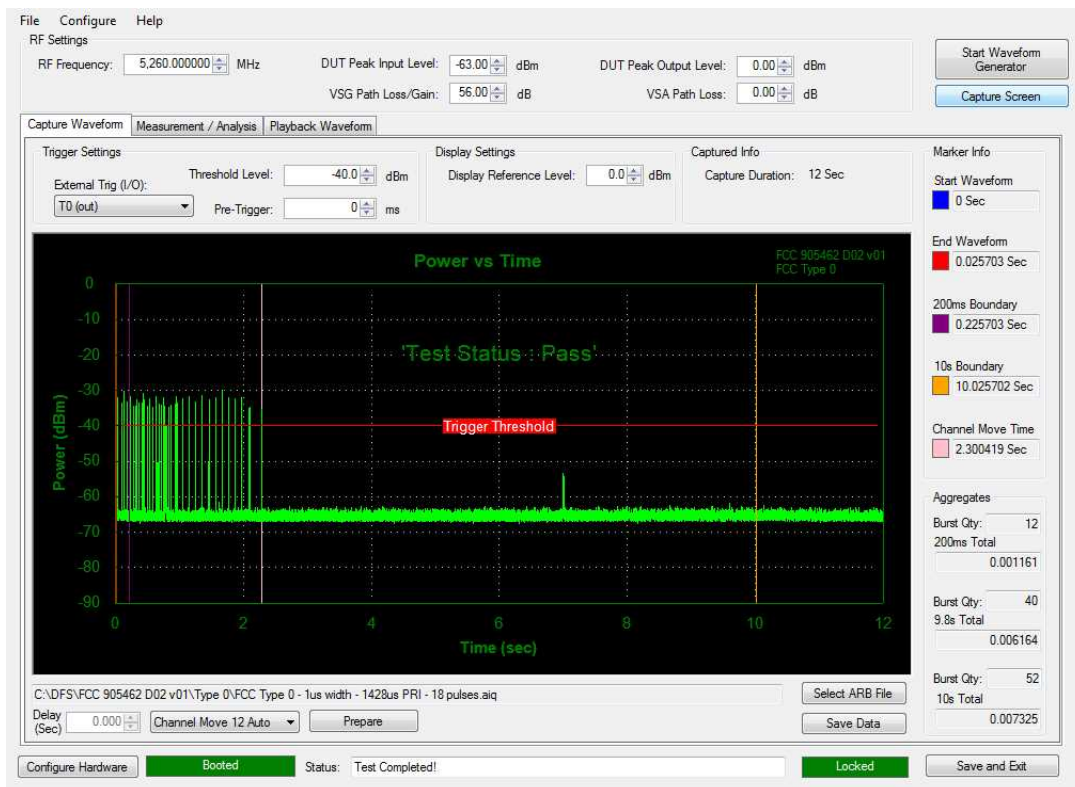 File Configure Help
RF Settings
RF Frequency: 5,260.000000 MHz
DUT Peak Input Level: -63.00 dBm
DUT Peak Output Level: 0.00 dBm
VSG Path Loss/Gain: 56.00 dB
VSA Path Loss: 0.00 dB
Start Waveform
Generator
Capture Screen
Capture Waveform Measurement / Analysis Playback Waveform
Trigger Settings
External Trig (I/O):
T0 (out)
Threshold Level: -40.0 dBm
Pre-Trigger: 0 ms
Display Settings
Display Reference Level: 0.0 dBm
Captured Info
Capture Duration: 12 Sec
Power vs Time
FCC 905462 D02 v01
FCC Type 0
'Test Status : Pass'
Trigger Threshold
Power (dBm)
0
-10
-20
-30
-40
-50
-60
-70
-80
-90
0 2 4 6 8 10 12
Time (sec)
Marker Info
Start Waveform
0 Sec
End Waveform
0.025703 Sec
200ms Boundary
0.225703 Sec
10s Boundary
10.025702 Sec
Channel Move Time
2.300419 Sec
Aggregates
Burst Qty: 12
200ms Total
0.001161
Burst Qty: 40
9.8s Total
0.006164
Burst Qty: 52
10s Total
0.007325
C:\DFS\FCC 905462 D02 v01\Type 0\FCC Type 0 - 1us width - 1428us PRI - 18 pulses.aiq
Select ARB File
Delay
(Sec) 0.000 Channel Move 12 Auto Prepare
Save Data
Configure Hardware Booted Status: Test Completed! Locked Save and Exit